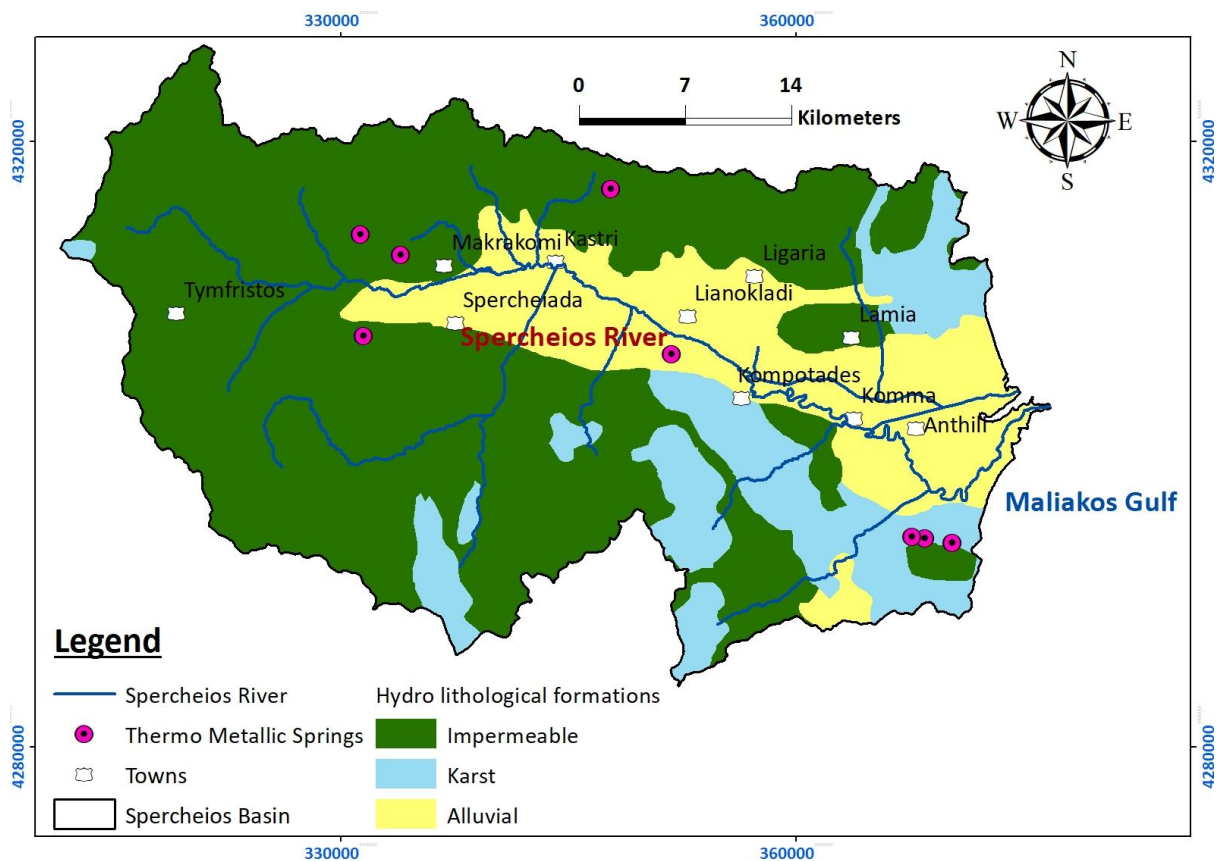 330000
360000
0 7 14
Kilometers
N
W E
S
4320000
4320000
Makrakomi
Kastri
Ligaria
Tymfristos
Spercheiada
Lianokladi
Lamia
Spercheios River
Kompotades
Komma
Anthili
Maliakos Gulf
Legend
Spercheios River
Thermo Metallic Springs
Towns
Spercheios Basin
Hydro lithological formations
Impermeable
Karst
Alluvial
4280000
4280000
330000
360000